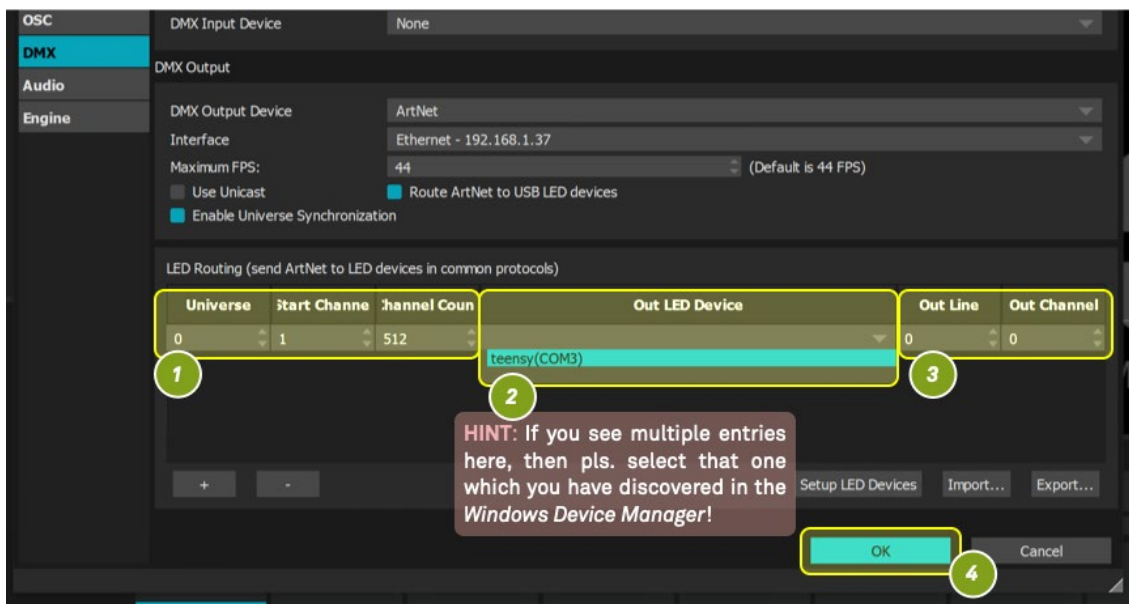 OSC
DMX Input Device None
DMX
DMX Output
Audio
DMX Output Device ArtNet
Engine
Interface Ethernet - 192.168.1.37
Maximum FPS: 44 (Default is 44 FPS)
Use Unicast Route ArtNet to USB LED devices
Enable Universe Synchronization
LED Routing (send ArtNet to LED devices in common protocols)
Universe Start Channe Channel Coun Out LED Device Out Line Out Channel
0 1 512 0 0
teensy(COM3)
1 3
2
HINT: If you see multiple entries
here, then pls. select that one
which you have discovered in the
Windows Device Manager!
+ - Setup LED Devices Import... Export...
OK Cancel
4